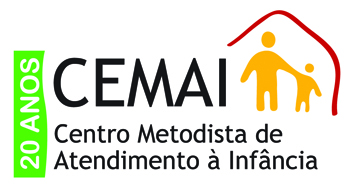 20 ANOS
CEMAI
Centro Metodista de
Atendimento à Infância